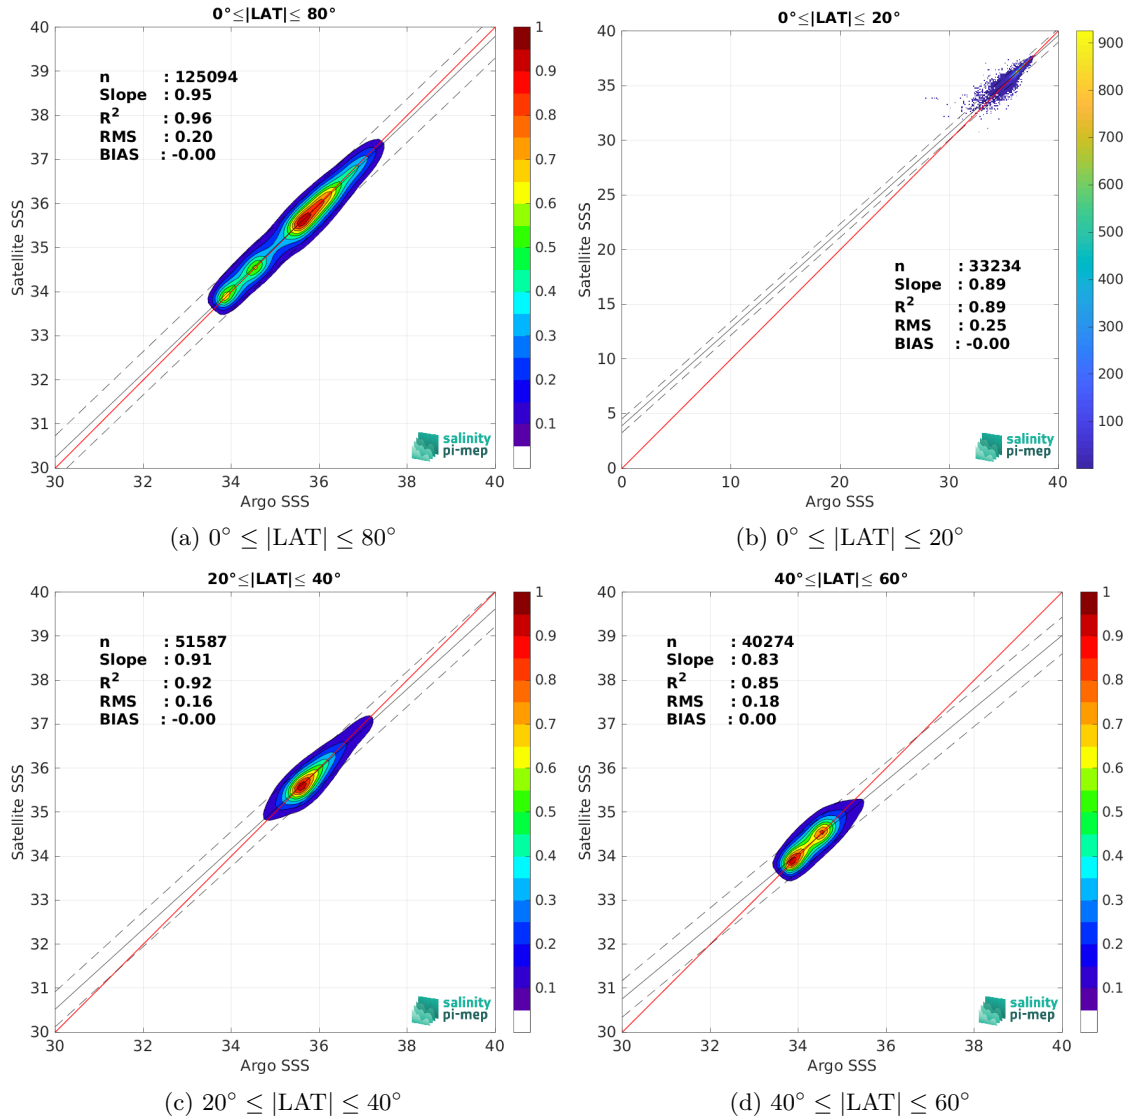 0°≤|LAT|≤ 80°
40
39
38
37
36
35
34
33
32
31
30
Satellite SSS
n : 125094
Slope : 0.95
R² : 0.96
RMS : 0.20
BIAS : -0.00
salinity
pi-mep
30 32 34 36 38 40
Argo SSS
1
0.9
0.8
0.7
0.6
0.5
0.4
0.3
0.2
0.1
(a) 0° ≤ |LAT| ≤ 80°
0°≤|LAT|≤ 20°
40
35
30
25
20
15
10
5
0
Satellite SSS
n : 33234
Slope : 0.89
R² : 0.89
RMS : 0.25
BIAS : -0.00
salinity
pi-mep
0 10 20 30 40
Argo SSS
900
800
700
600
500
400
300
200
100
(b) 0° ≤ |LAT| ≤ 20°
20°≤|LAT|≤ 40°
40
39
38
37
36
35
34
33
32
31
30
Satellite SSS
n : 51587
Slope : 0.91
R² : 0.92
RMS : 0.16
BIAS : -0.00
salinity
pi-mep
30 32 34 36 38 40
Argo SSS
1
0.9
0.8
0.7
0.6
0.5
0.4
0.3
0.2
0.1
(c) 20° ≤ |LAT| ≤ 40°
40°≤|LAT|≤ 60°
40
39
38
37
36
35
34
33
32
31
30
Satellite SSS
n : 40274
Slope : 0.83
R² : 0.85
RMS : 0.18
BIAS : 0.00
salinity
pi-mep
30 32 34 36 38 40
Argo SSS
1
0.9
0.8
0.7
0.6
0.5
0.4
0.3
0.2
0.1
(d) 40° ≤ |LAT| ≤ 60°